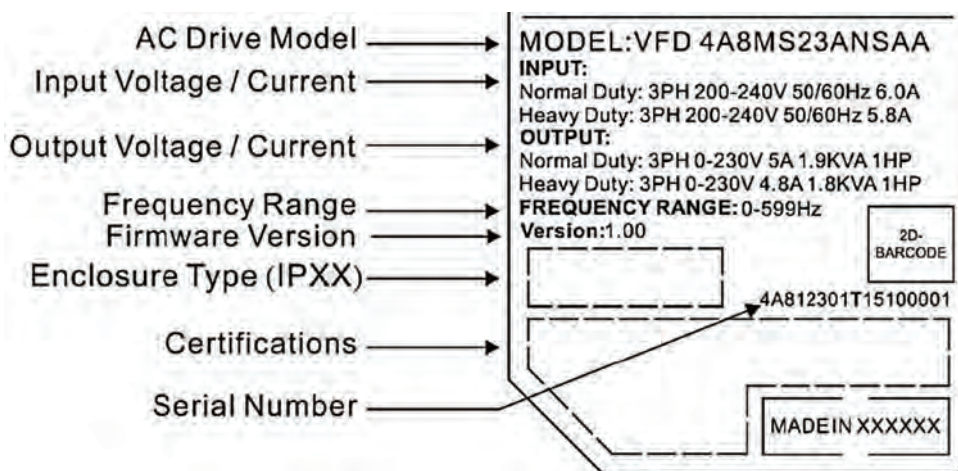 AC Drive Model
Input Voltage / Current
Output Voltage / Current
Frequency Range
Firmware Version
Enclosure Type (IPXX)
Certifications
Serial Number
MODEL:VFD 4A8MS23ANSAA
INPUT:
Normal Duty: 3PH 200-240V 50/60Hz 6.0A
Heavy Duty: 3PH 200-240V 50/60Hz 5.8A
OUTPUT:
Normal Duty: 3PH 0-230V 5A 1.9KVA 1HP
Heavy Duty: 3PH 0-230V 4.8A 1.8KVA 1HP
FREQUENCY RANGE: 0-599Hz
Version:1.00
2D-
BARCODE
4A812301T15100001
MADE IN XXXXXX